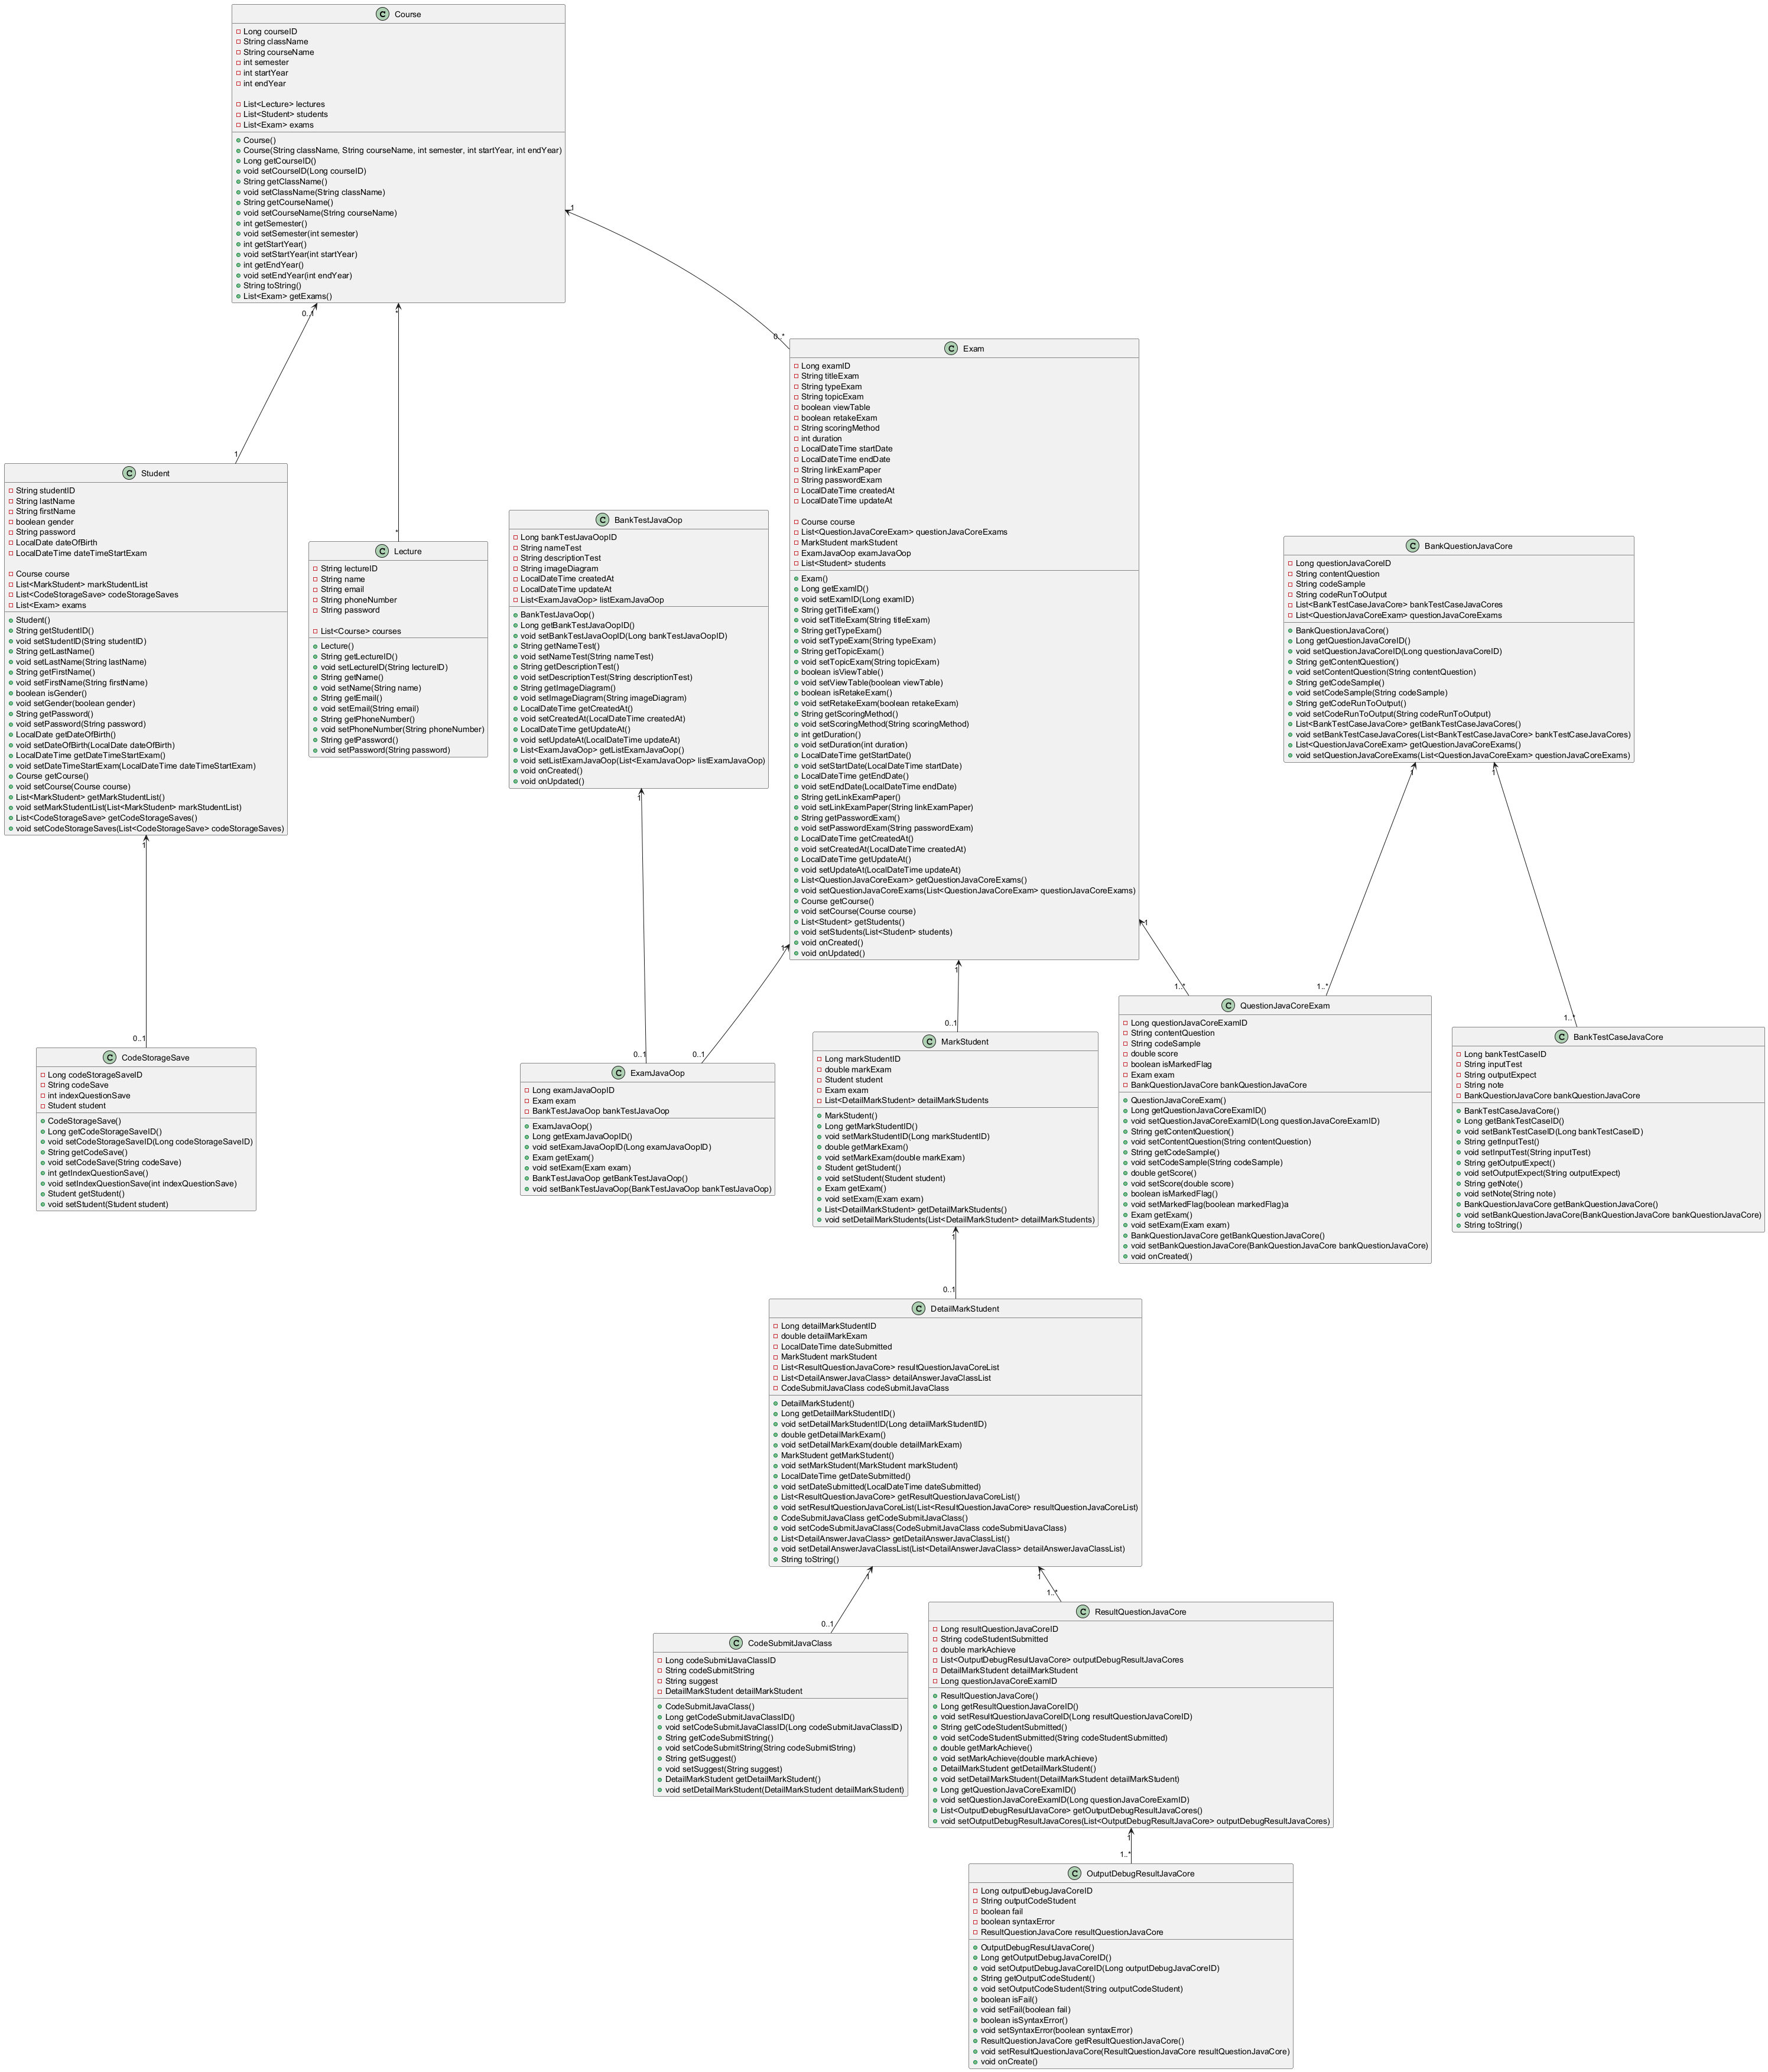 C Course
Long courseID
String className
String courseName
int semester
int startYear
int endYear
List<Lecture> lectures
List<Student> students
List<Exam> exams
Course()
Course(String className, String courseName, int semester, int startYear, int endYear)
Long getCourseID()
void setCourseID(Long courseID)
String getClassName()
void setClassName(String className)
String getCourseName()
void setCourseName(String courseName)
int getSemester()
void setSemester(int semester)
int getStartYear()
void setStartYear(int startYear)
int getEndYear()
void setEndYear(int endYear)
String toString()
List<Exam> getExams()
1
0..1
*
0..*
1
*
C Exam
Long examID
String titleExam
String typeExam
String topicExam
boolean viewTable
boolean retakeExam
String scoringMethod
int duration
LocalDateTime startDate
LocalDateTime endDate
String linkExamPaper
String passwordExam
LocalDateTime createdAt
LocalDateTime updateAt
Course course
List<QuestionJavaCoreExam> questionJavaCoreExams
MarkStudent markStudent
ExamJavaOop examJavaOop
List<Student> students
Exam()
Long getExamID()
void setExamID(Long examID)
String getTitleExam()
void setTitleExam(String titleExam)
String getTypeExam()
void setTypeExam(String typeExam)
String getTopicExam()
void setTopicExam(String topicExam)
boolean isViewTable()
void setViewTable(boolean viewTable)
boolean isRetakeExam()
void setRetakeExam(boolean retakeExam)
String getScoringMethod()
void setScoringMethod(String scoringMethod)
int getDuration()
void setDuration(int duration)
LocalDateTime getStartDate()
void setStartDate(LocalDateTime startDate)
LocalDateTime getEndDate()
void setEndDate(LocalDateTime endDate)
String getLinkExamPaper()
void setLinkExamPaper(String linkExamPaper)
String getPasswordExam()
void setPasswordExam(String passwordExam)
LocalDateTime getCreatedAt()
void setCreatedAt(LocalDateTime createdAt)
LocalDateTime getUpdateAt()
void setUpdateAt(LocalDateTime updateAt)
List<QuestionJavaCoreExam> getQuestionJavaCoreExams()
void setQuestionJavaCoreExams(List<QuestionJavaCoreExam> questionJavaCoreExams)
Course getCourse()
void setCourse(Course course)
List<Student> getStudents()
void setStudents(List<Student> students)
void onCreated()
void onUpdated()
1
1
1
C Student
String studentID
String lastName
String firstName
boolean gender
String password
LocalDate dateOfBirth
LocalDateTime dateTimeStartExam
Course course
List<MarkStudent> markStudentList
List<CodeStorageSave> codeStorageSaves
List<Exam> exams
Student()
String getStudentID()
void setStudentID(String studentID)
String getLastName()
void setLastName(String lastName)
String getFirstName()
void setFirstName(String firstName)
boolean isGender()
void setGender(boolean gender)
String getPassword()
void setPassword(String password)
LocalDate getDateOfBirth()
void setDateOfBirth(LocalDate dateOfBirth)
LocalDateTime getDateTimeStartExam()
void setDateTimeStartExam(LocalDateTime dateTimeStartExam)
Course getCourse()
void setCourse(Course course)
List<MarkStudent> getMarkStudentList()
void setMarkStudentList(List<MarkStudent> markStudentList)
List<CodeStorageSave> getCodeStorageSaves()
void setCodeStorageSaves(List<CodeStorageSave> codeStorageSaves)
1
0..1
C Lecture
String lectureID
String name
String email
String phoneNumber
String password
List<Course> courses
Lecture()
String getLectureID()
void setLectureID(String lectureID)
String getName()
void setName(String name)
String getEmail()
void setEmail(String email)
String getPhoneNumber()
void setPhoneNumber(String phoneNumber)
String getPassword()
void setPassword(String password)
C BankTestJavaOop
Long bankTestJavaOopID
String nameTest
String descriptionTest
String imageDiagram
LocalDateTime createdAt
LocalDateTime updateAt
List<ExamJavaOop> listExamJavaOop
BankTestJavaOop()
Long getBankTestJavaOopID()
void setBankTestJavaOopID(Long bankTestJavaOopID)
String getNameTest()
void setNameTest(String nameTest)
String getDescriptionTest()
void setDescriptionTest(String descriptionTest)
String getImageDiagram()
void setImageDiagram(String imageDiagram)
LocalDateTime getCreatedAt()
void setCreatedAt(LocalDateTime createdAt)
LocalDateTime getUpdateAt()
void setUpdateAt(LocalDateTime updateAt)
List<ExamJavaOop> getListExamJavaOop()
void setListExamJavaOop(List<ExamJavaOop> listExamJavaOop)
void onCreated()
void onUpdated()
1
0..1
0..1
C BankQuestionJavaCore
Long questionJavaCoreID
String contentQuestion
String codeSample
String codeRunToOutput
List<BankTestCaseJavaCore> bankTestCaseJavaCores
List<QuestionJavaCoreExam> questionJavaCoreExams
BankQuestionJavaCore()
Long getQuestionJavaCoreID()
void setQuestionJavaCoreID(Long questionJavaCoreID)
String getContentQuestion()
void setContentQuestion(String contentQuestion)
String getCodeSample()
void setCodeSample(String codeSample)
String getCodeRunToOutput()
void setCodeRunToOutput(String codeRunToOutput)
List<BankTestCaseJavaCore> getBankTestCaseJavaCores()
void setBankTestCaseJavaCores(List<BankTestCaseJavaCore> bankTestCaseJavaCores)
List<QuestionJavaCoreExam> getQuestionJavaCoreExams()
void setQuestionJavaCoreExams(List<QuestionJavaCoreExam> questionJavaCoreExams)
1
1
1..*
1..*
1..*
C CodeStorageSave
Long codeStorageSaveID
String codeSave
int indexQuestionSave
Student student
CodeStorageSave()
Long getCodeStorageSaveID()
void setCodeStorageSaveID(Long codeStorageSaveID)
String getCodeSave()
void setCodeSave(String codeSave)
int getIndexQuestionSave()
void setIndexQuestionSave(int indexQuestionSave)
Student getStudent()
void setStudent(Student student)
C ExamJavaOop
Long examJavaOopID
Exam exam
BankTestJavaOop bankTestJavaOop
ExamJavaOop()
Long getExamJavaOopID()
void setExamJavaOopID(Long examJavaOopID)
Exam getExam()
void setExam(Exam exam)
BankTestJavaOop getBankTestJavaOop()
void setBankTestJavaOop(BankTestJavaOop bankTestJavaOop)
0..1
C MarkStudent
Long markStudentID
double markExam
Student student
Exam exam
List<DetailMarkStudent> detailMarkStudents
MarkStudent()
Long getMarkStudentID()
void setMarkStudentID(Long markStudentID)
double getMarkExam()
void setMarkExam(double markExam)
Student getStudent()
void setStudent(Student student)
Exam getExam()
void setExam(Exam exam)
List<DetailMarkStudent> getDetailMarkStudents()
void setDetailMarkStudents(List<DetailMarkStudent> detailMarkStudents)
1
0..1
C QuestionJavaCoreExam
Long questionJavaCoreExamID
String contentQuestion
String codeSample
double score
boolean isMarkedFlag
Exam exam
BankQuestionJavaCore bankQuestionJavaCore
QuestionJavaCoreExam()
Long getQuestionJavaCoreExamID()
void setQuestionJavaCoreExamID(Long questionJavaCoreExamID)
String getContentQuestion()
void setContentQuestion(String contentQuestion)
String getCodeSample()
void setCodeSample(String codeSample)
double getScore()
void setScore(double score)
boolean isMarkedFlag()
void setMarkedFlag(boolean markedFlag)a
Exam getExam()
void setExam(Exam exam)
BankQuestionJavaCore getBankQuestionJavaCore()
void setBankQuestionJavaCore(BankQuestionJavaCore bankQuestionJavaCore)
void onCreated()
C BankTestCaseJavaCore
Long bankTestCaseID
String inputTest
String outputExpect
String note
BankQuestionJavaCore bankQuestionJavaCore
BankTestCaseJavaCore()
Long getBankTestCaseID()
void setBankTestCaseID(Long bankTestCaseID)
String getInputTest()
void setInputTest(String inputTest)
String getOutputExpect()
void setOutputExpect(String outputExpect)
String getNote()
void setNote(String note)
BankQuestionJavaCore getBankQuestionJavaCore()
void setBankQuestionJavaCore(BankQuestionJavaCore bankQuestionJavaCore)
String toString()
C DetailMarkStudent
Long detailMarkStudentID
double detailMarkExam
LocalDateTime dateSubmitted
MarkStudent markStudent
List<ResultQuestionJavaCore> resultQuestionJavaCoreList
List<DetailAnswerJavaClass> detailAnswerJavaClassList
CodeSubmitJavaClass codeSubmitJavaClass
DetailMarkStudent()
Long getDetailMarkStudentID()
void setDetailMarkStudentID(Long detailMarkStudentID)
double getDetailMarkExam()
void setDetailMarkExam(double detailMarkExam)
MarkStudent getMarkStudent()
void setMarkStudent(MarkStudent markStudent)
LocalDateTime getDateSubmitted()
void setDateSubmitted(LocalDateTime dateSubmitted)
List<ResultQuestionJavaCore> getResultQuestionJavaCoreList()
void setResultQuestionJavaCoreList(List<ResultQuestionJavaCore> resultQuestionJavaCoreList)
CodeSubmitJavaClass getCodeSubmitJavaClass()
void setCodeSubmitJavaClass(CodeSubmitJavaClass codeSubmitJavaClass)
List<DetailAnswerJavaClass> getDetailAnswerJavaClassList()
void setDetailAnswerJavaClassList(List<DetailAnswerJavaClass> detailAnswerJavaClassList)
String toString()
1
1
0..1
1..*
C CodeSubmitJavaClass
Long codeSubmitJavaClassID
String codeSubmitString
String suggest
DetailMarkStudent detailMarkStudent
CodeSubmitJavaClass()
Long getCodeSubmitJavaClassID()
void setCodeSubmitJavaClassID(Long codeSubmitJavaClassID)
String getCodeSubmitString()
void setCodeSubmitString(String codeSubmitString)
String getSuggest()
void setSuggest(String suggest)
DetailMarkStudent getDetailMarkStudent()
void setDetailMarkStudent(DetailMarkStudent detailMarkStudent)
C ResultQuestionJavaCore
Long resultQuestionJavaCoreID
String codeStudentSubmitted
double markAchieve
List<OutputDebugResultJavaCore> outputDebugResultJavaCores
DetailMarkStudent detailMarkStudent
Long questionJavaCoreExamID
ResultQuestionJavaCore()
Long getResultQuestionJavaCoreID()
void setResultQuestionJavaCoreID(Long resultQuestionJavaCoreID)
String getCodeStudentSubmitted()
void setCodeStudentSubmitted(String codeStudentSubmitted)
double getMarkAchieve()
void setMarkAchieve(double markAchieve)
DetailMarkStudent getDetailMarkStudent()
void setDetailMarkStudent(DetailMarkStudent detailMarkStudent)
Long getQuestionJavaCoreExamID()
void setQuestionJavaCoreExamID(Long questionJavaCoreExamID)
List<OutputDebugResultJavaCore> getOutputDebugResultJavaCores()
void setOutputDebugResultJavaCores(List<OutputDebugResultJavaCore> outputDebugResultJavaCores)
1
1..*
C OutputDebugResultJavaCore
Long outputDebugJavaCoreID
String outputCodeStudent
boolean fail
boolean syntaxError
ResultQuestionJavaCore resultQuestionJavaCore
OutputDebugResultJavaCore()
Long getOutputDebugJavaCoreID()
void setOutputDebugJavaCoreID(Long outputDebugJavaCoreID)
String getOutputCodeStudent()
void setOutputCodeStudent(String outputCodeStudent)
boolean isFail()
void setFail(boolean fail)
boolean isSyntaxError()
void setSyntaxError(boolean syntaxError)
ResultQuestionJavaCore getResultQuestionJavaCore()
void setResultQuestionJavaCore(ResultQuestionJavaCore resultQuestionJavaCore)
void onCreate()